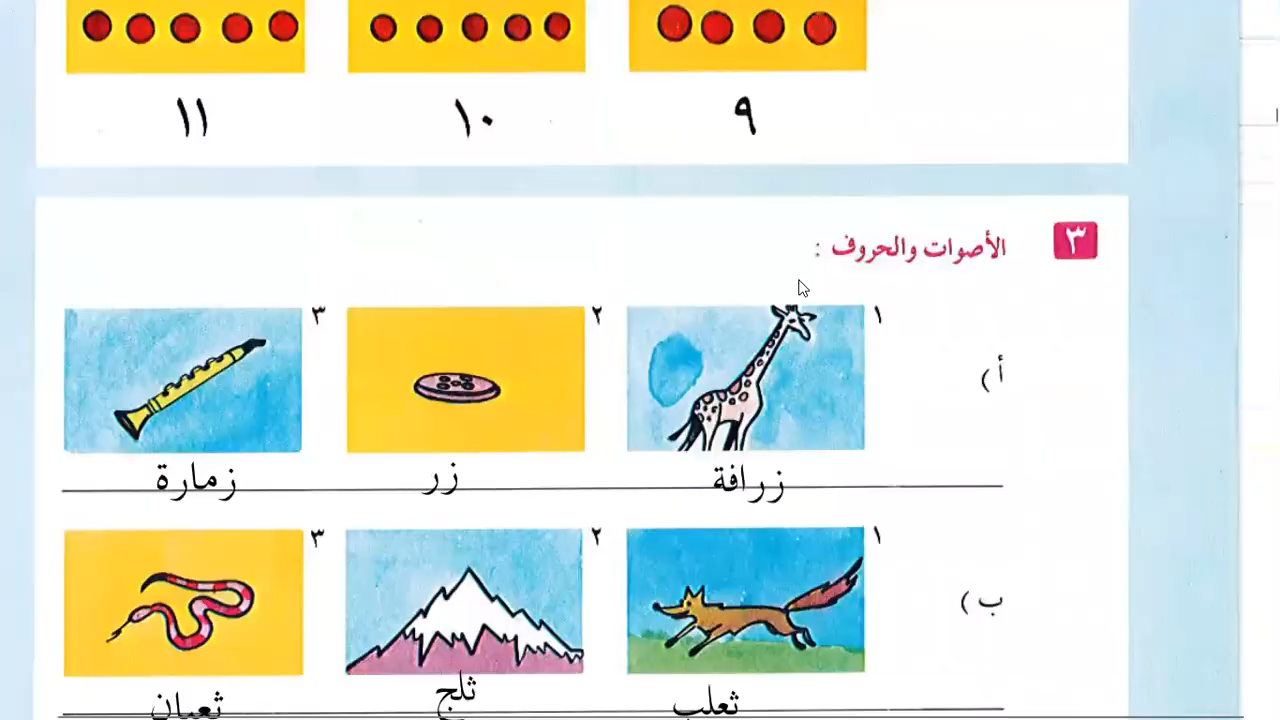 ٩ ١٠ ١١
٣ الأصوات والحروف :
أ) ١ ٢ ٣
زرافة زر زمارة
ب) ١ ٢ ٣
ثعلب ثلج ثعبان